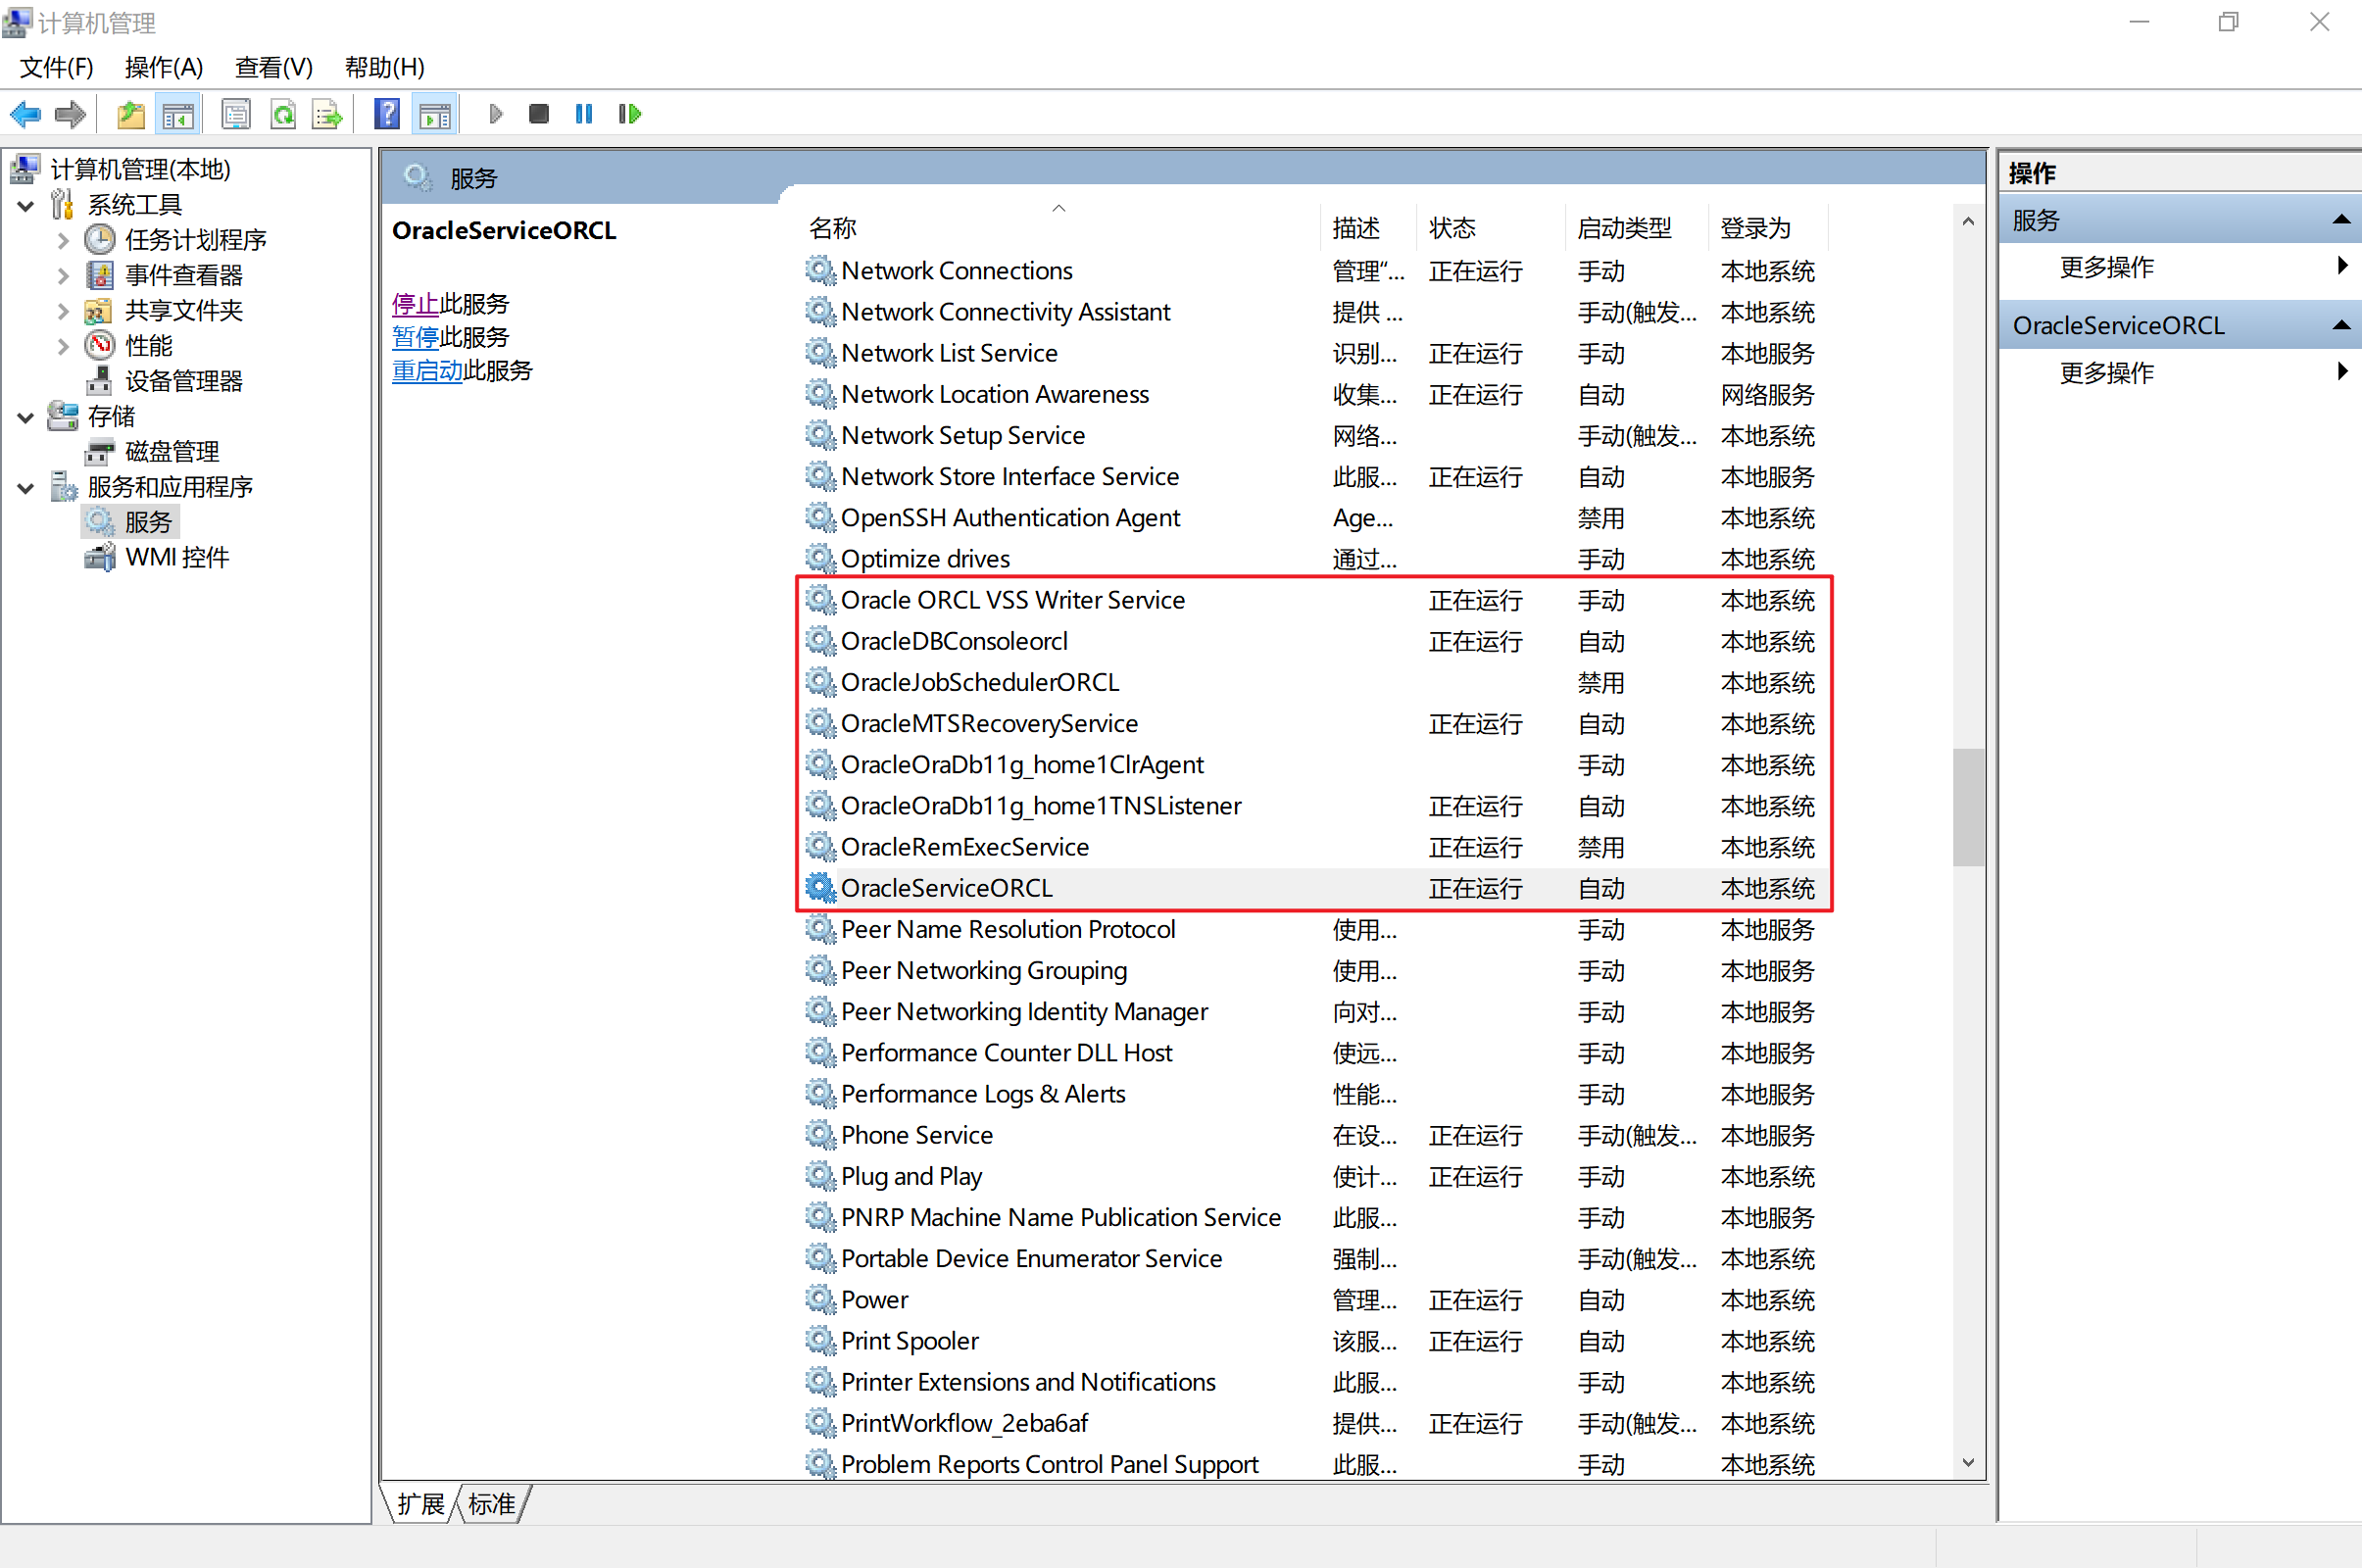 计算机管理
文件(F) 操作(A) 查看(V) 帮助(H)
计算机管理(本地)
系统工具
任务计划程序
事件查看器
共享文件夹
性能
设备管理器
存储
磁盘管理
服务和应用程序
服务
WMI 控件
服务
OracleServiceORCL
停止此服务
暂停此服务
重启动此服务
名称 描述 状态 启动类型 登录为
Network Connections 管理“... 正在运行 手动 本地系统
Network Connectivity Assistant 提供 ... 手动(触发... 本地系统
Network List Service 识别... 正在运行 手动 本地服务
Network Location Awareness 收集... 正在运行 自动 网络服务
Network Setup Service 网络... 手动(触发... 本地系统
Network Store Interface Service 此服... 正在运行 自动 本地服务
OpenSSH Authentication Agent Age... 禁用 本地系统
Optimize drives 通过... 手动 本地系统
Oracle ORCL VSS Writer Service 正在运行 手动 本地系统
OracleDBConsoleorcl 正在运行 自动 本地系统
OracleJobSchedulerORCL 禁用 本地系统
OracleMTSRecoveryService 正在运行 自动 本地系统
OracleOraDb11g_home1ClrAgent 手动 本地系统
OracleOraDb11g_home1TNSListener 正在运行 自动 本地系统
OracleRemExecService 正在运行 禁用 本地系统
OracleServiceORCL 正在运行 自动 本地系统
Peer Name Resolution Protocol 使用... 手动 本地服务
Peer Networking Grouping 使用... 手动 本地服务
Peer Networking Identity Manager 向对... 手动 本地服务
Performance Counter DLL Host 使远... 手动 本地服务
Performance Logs & Alerts 性能... 手动 本地服务
Phone Service 在设... 正在运行 手动(触发... 本地服务
Plug and Play 使计... 正在运行 手动 本地系统
PNRP Machine Name Publication Service 此服... 手动 本地服务
Portable Device Enumerator Service 强制... 手动(触发... 本地系统
Power 管理... 正在运行 自动 本地系统
Print Spooler 该服... 正在运行 自动 本地系统
Printer Extensions and Notifications 此服... 手动 本地系统
PrintWorkflow_2eba6af 提供... 正在运行 手动(触发... 本地系统
Problem Reports Control Panel Support 此服... 手动 本地系统
扩展 标准
操作
服务
更多操作
OracleServiceORCL
更多操作